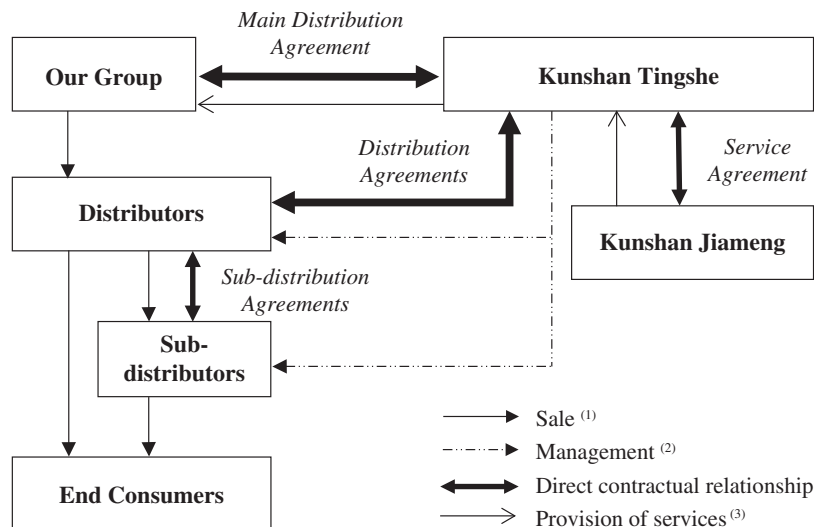 Main Distribution
Agreement
Our Group
Kunshan Tingshe
Distribution
Agreements
Service
Agreement
Distributors
Kunshan Jiameng
Sub-distribution
Agreements
Sub-
distributors
Sale (1)
Management (2)
End Consumers
Direct contractual relationship
Provision of services(3)